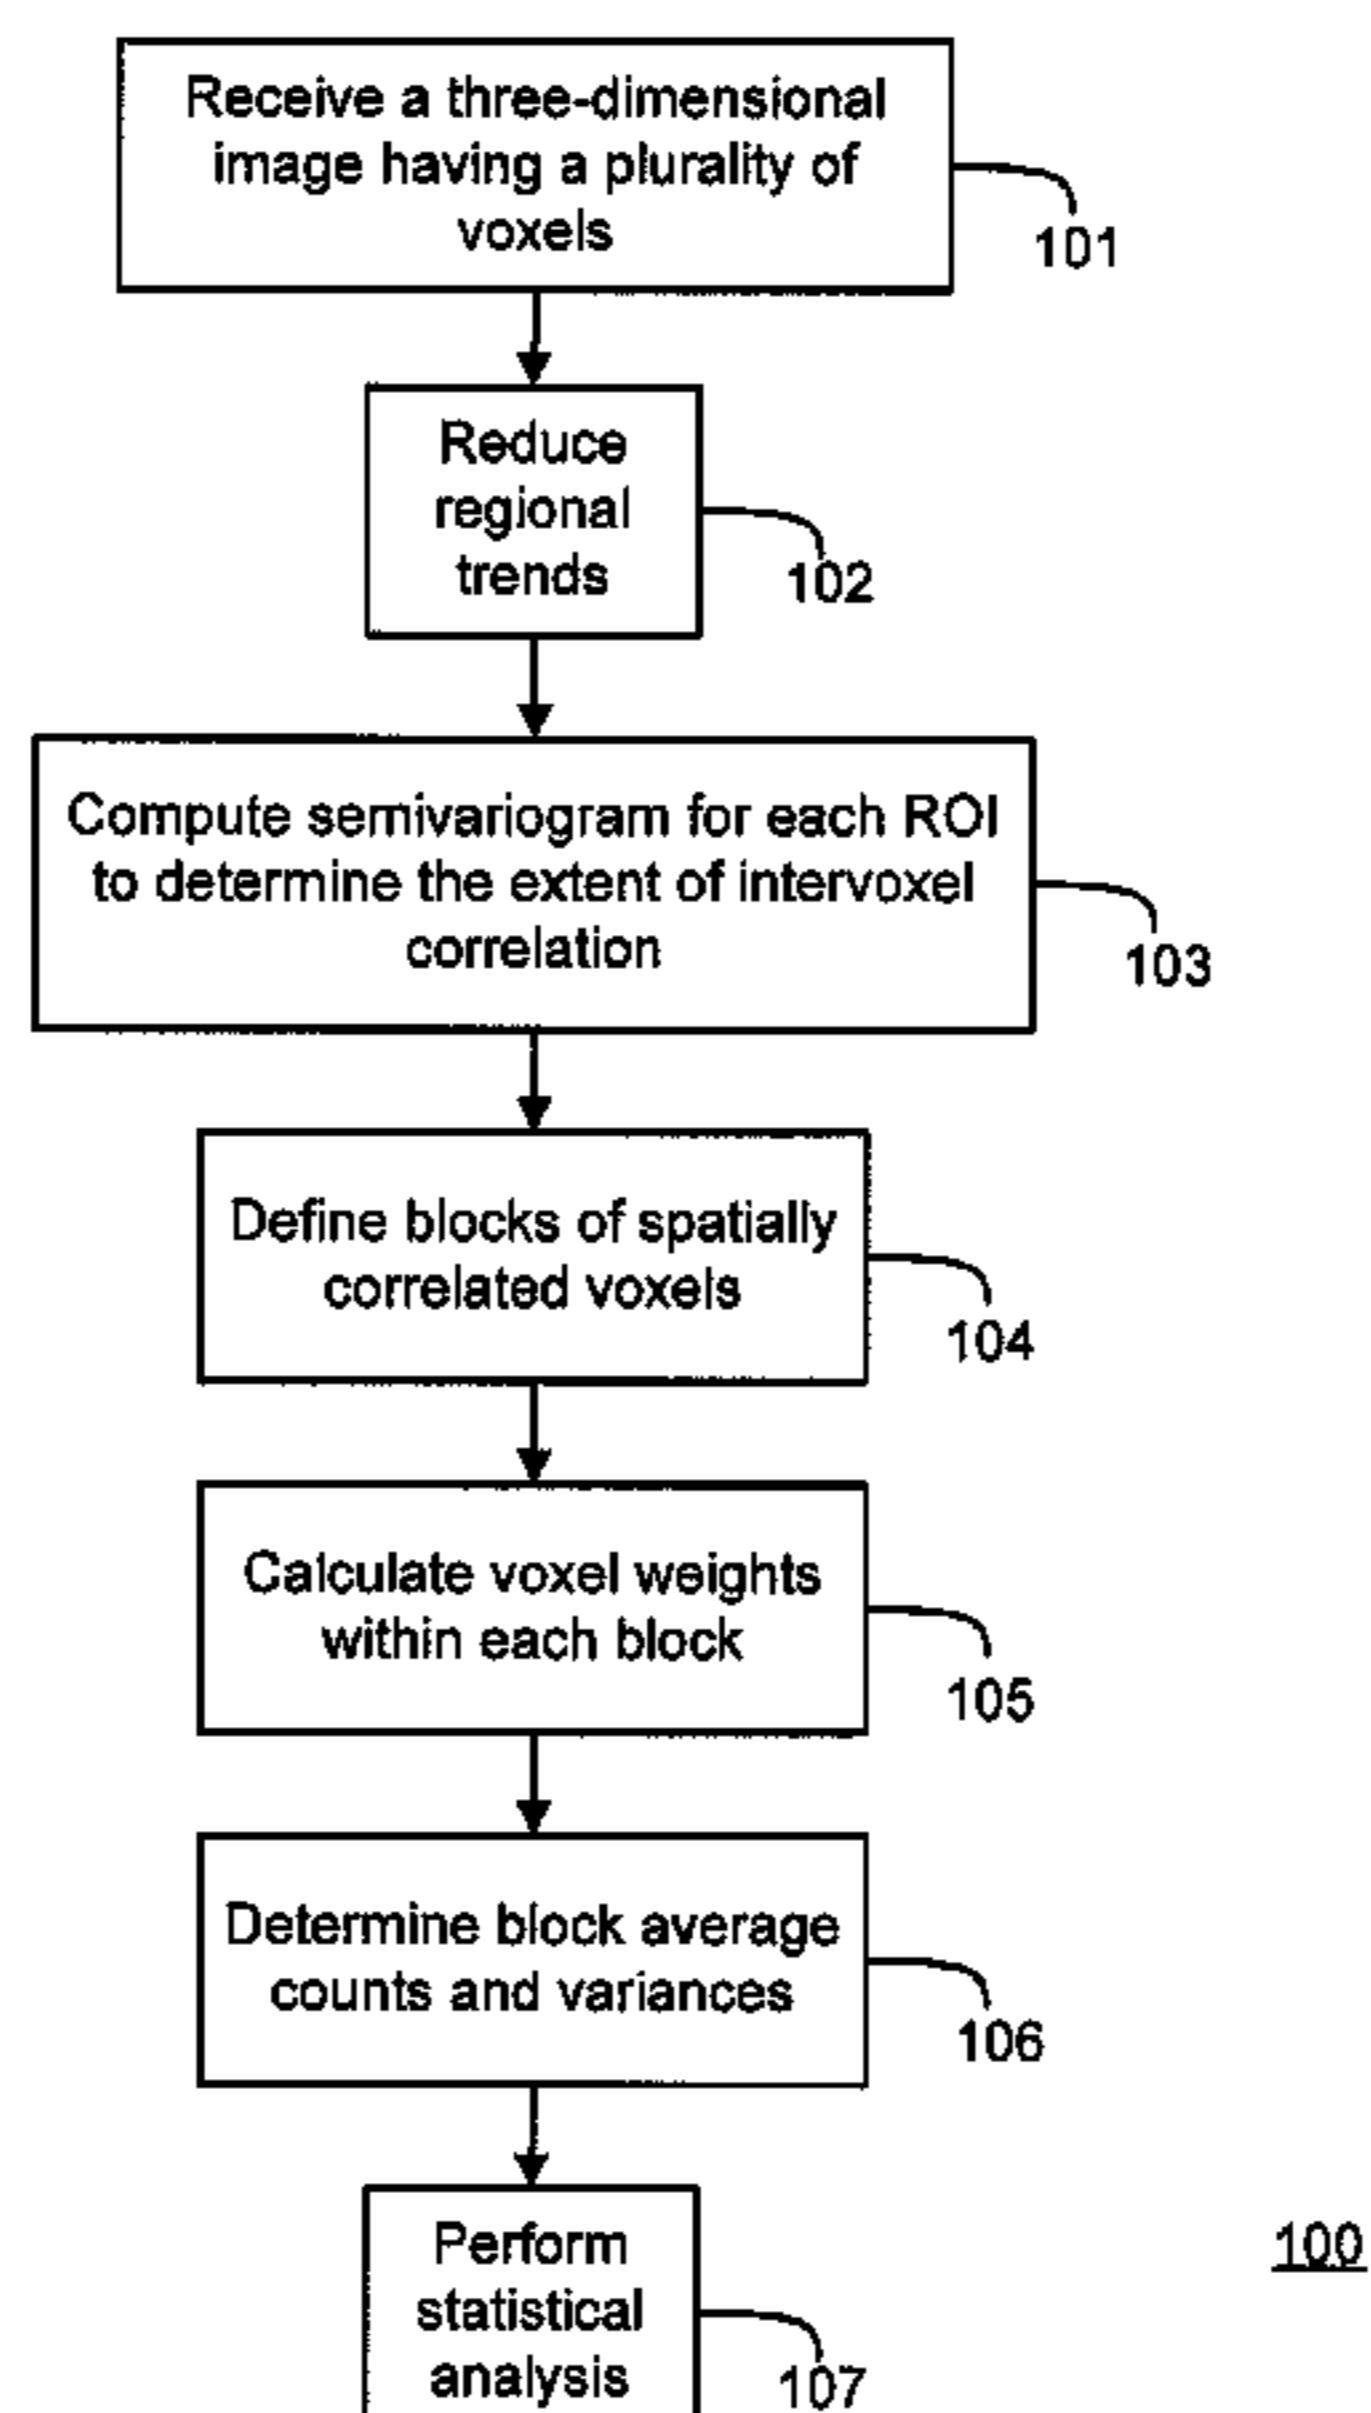 Receive a three-dimensional
image having a plurality of
voxels
101
Reduce
regional
trends
102
Compute semivariogram for each ROI
to determine the extent of intervoxel
correlation
103
Define blocks of spatially
correlated voxels
104
Calculate voxel weights
within each block
105
Determine block average
counts and variances
106
Perform
statistical
analysis
107
100